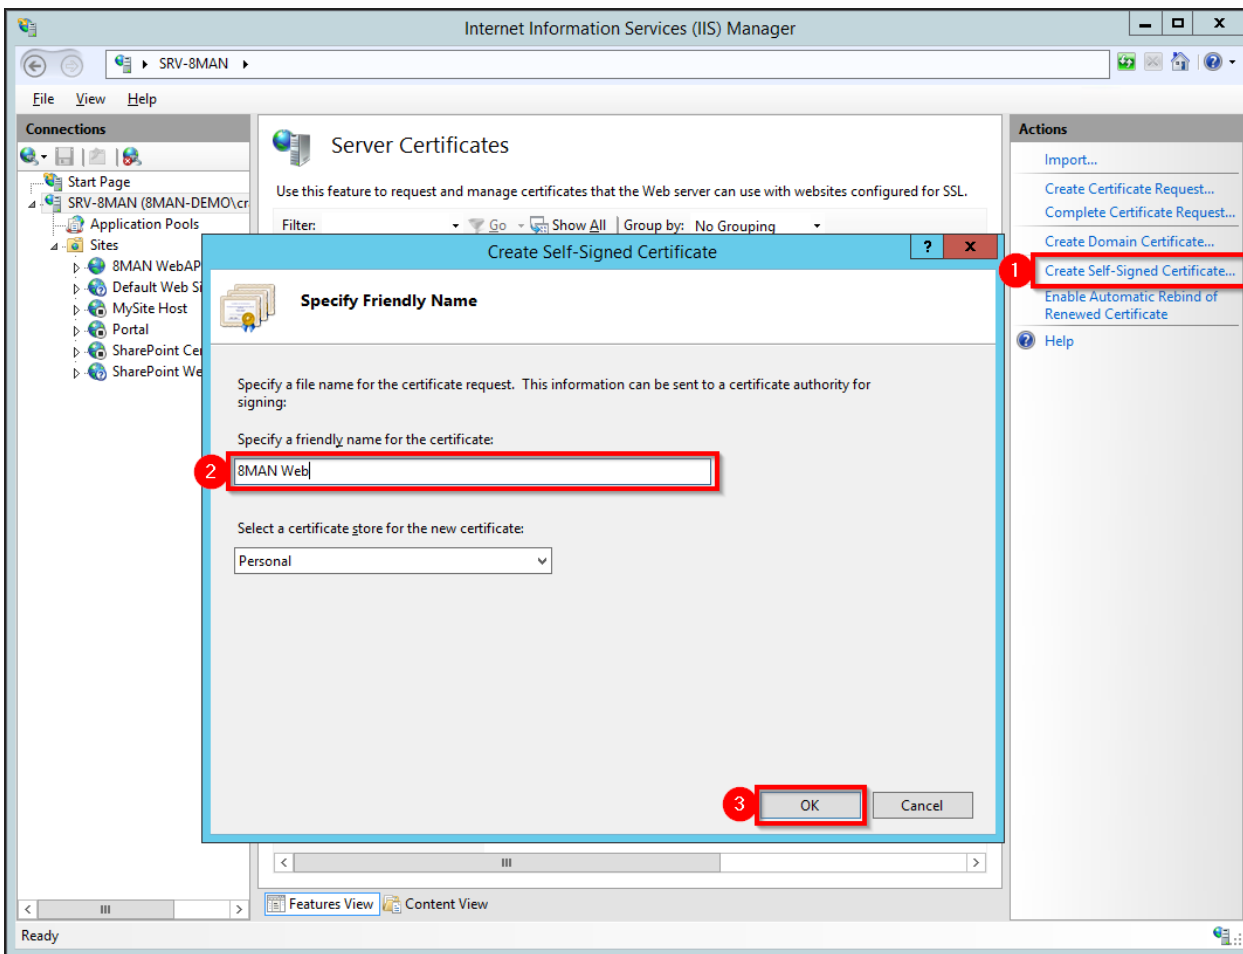 Internet Information Services (IIS) Manager
SRV-8MAN
File View Help
Connections
Start Page
SRV-8MAN (8MAN-DEMO\cr
Application Pools
Sites
8MAN WebAP
Default Web Si
MySite Host
Portal
SharePoint Cer
SharePoint We
Server Certificates
Use this feature to request and manage certificates that the Web server can use with websites configured for SSL.
Filter: Go Show All Group by: No Grouping
Create Self-Signed Certificate
? x
Specify Friendly Name
Specify a file name for the certificate request. This information can be sent to a certificate authority for
signing:
Specify a friendly name for the certificate:
2
8MAN Web
Select a certificate store for the new certificate:
Personal
3
OK Cancel
Features View Content View
Actions
Import...
Create Certificate Request...
Complete Certificate Request...
Create Domain Certificate...
1
Create Self-Signed Certificate...
Enable Automatic Rebind of
Renewed Certificate
Help
Ready